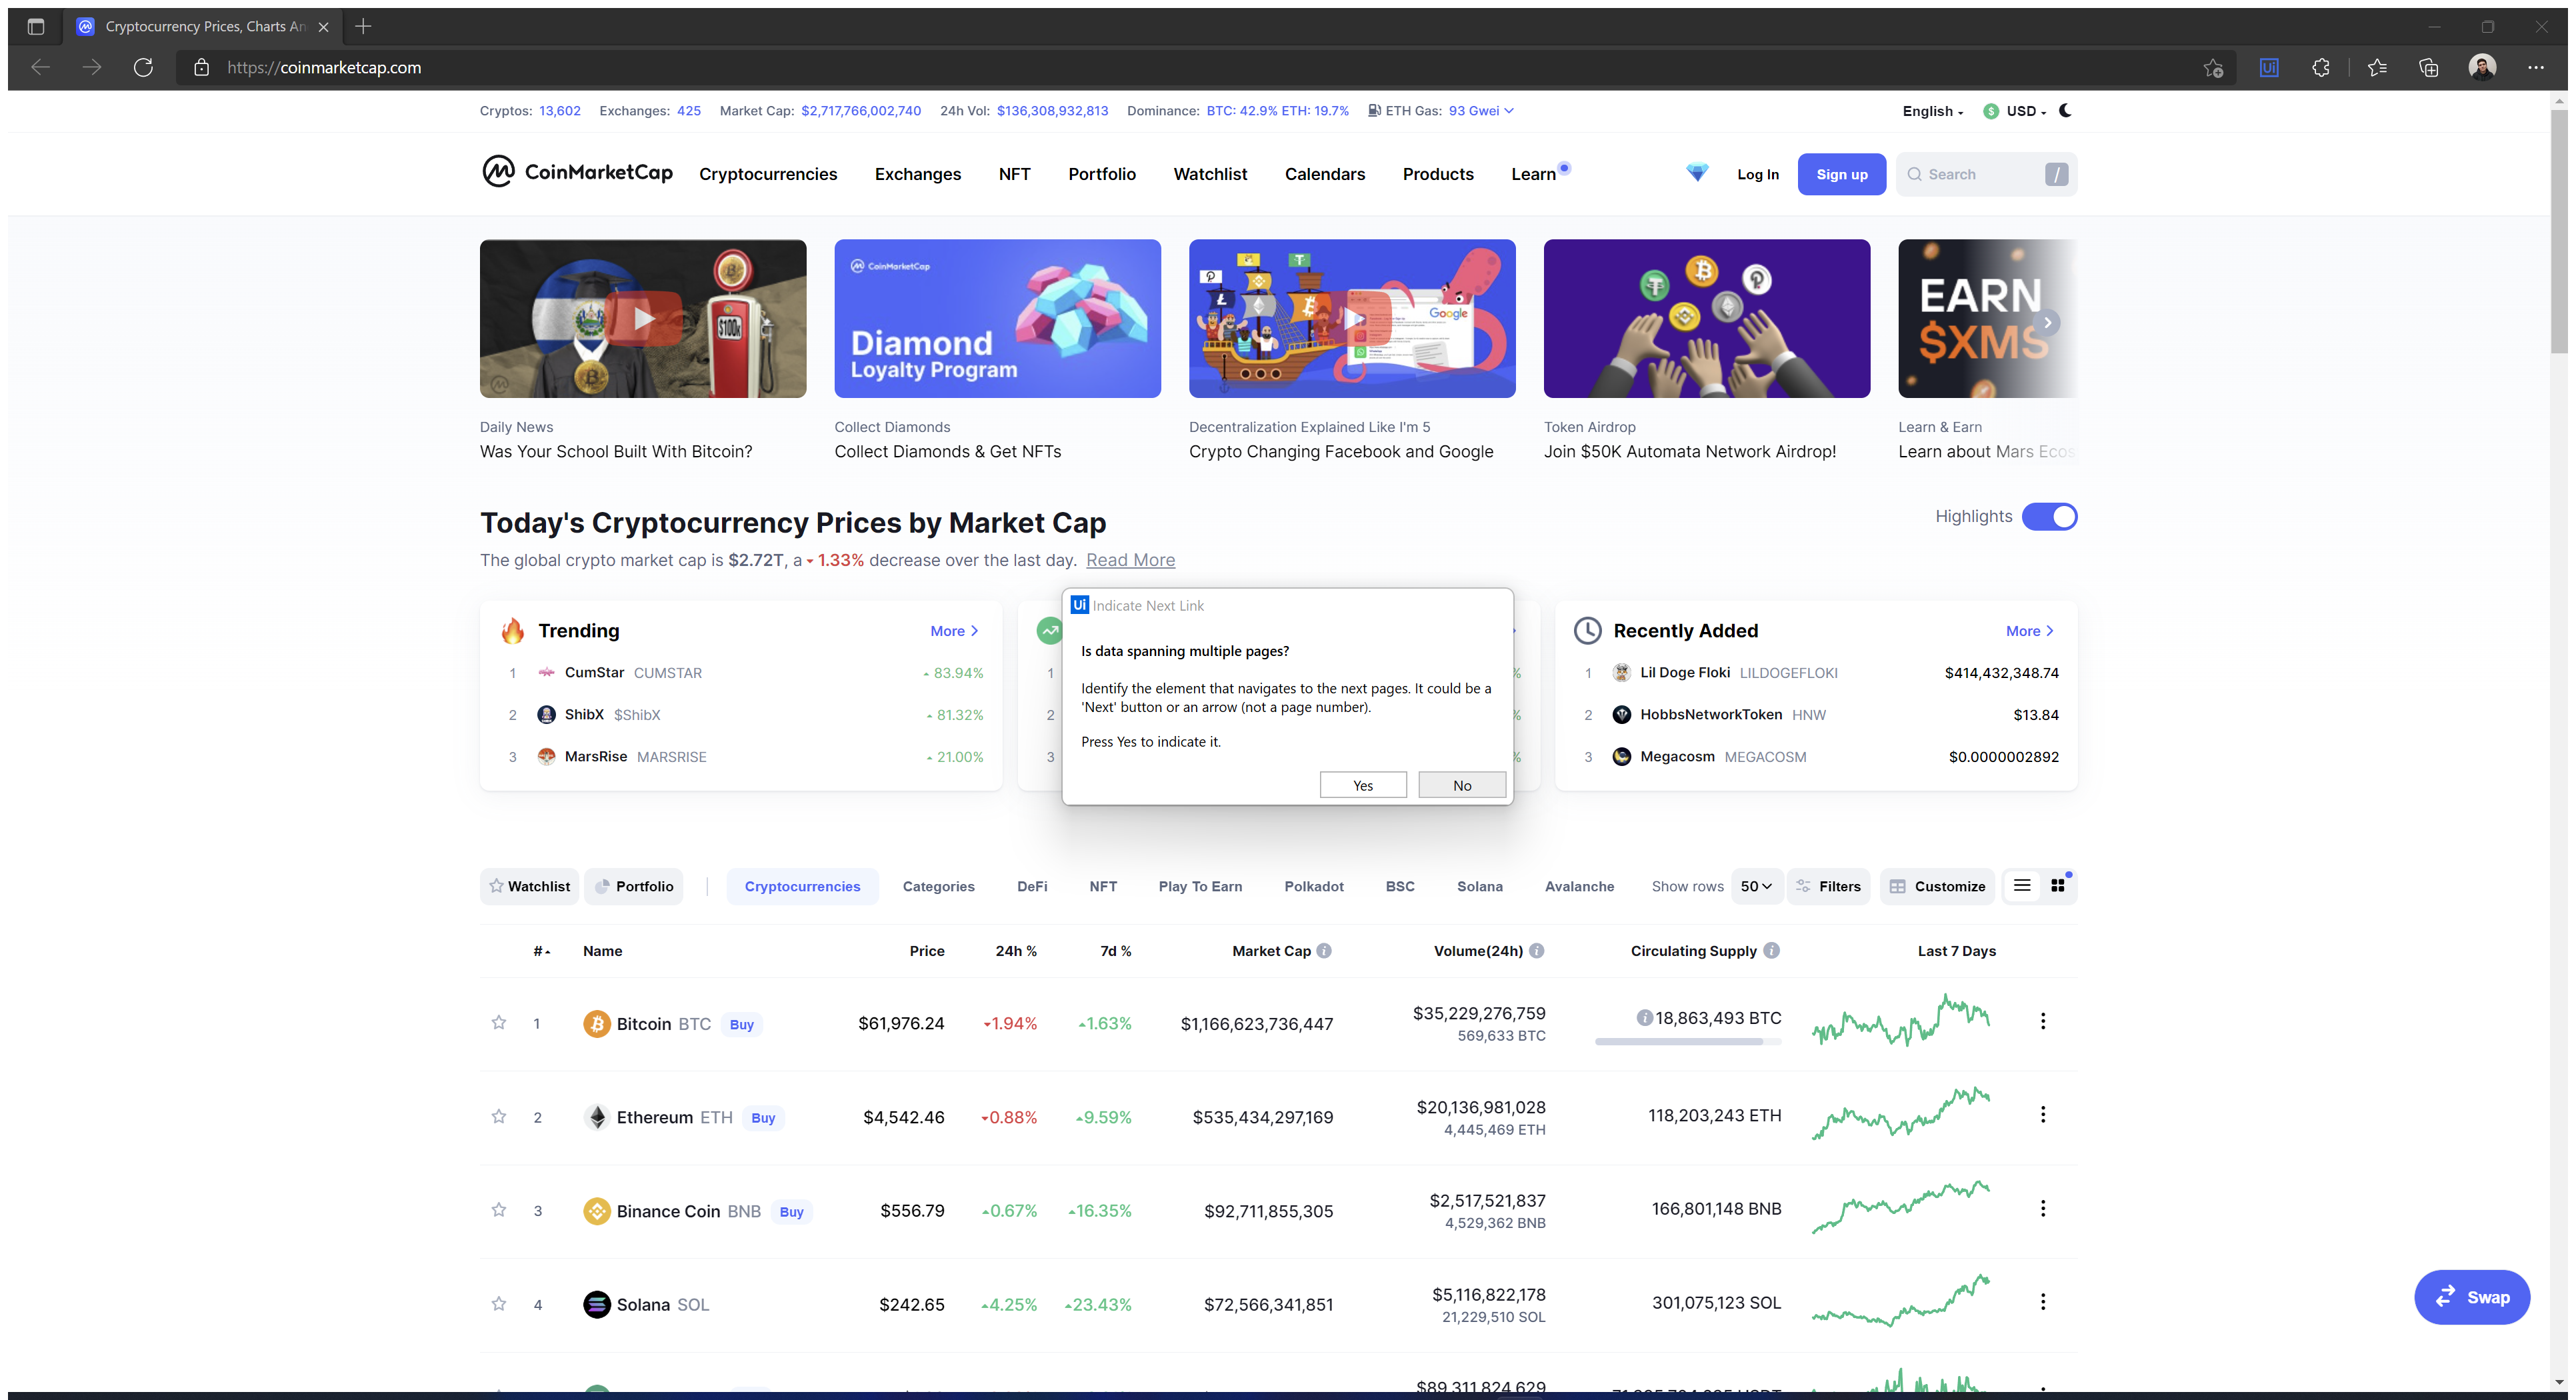 Cryptocurrency Prices, Charts An
https://coinmarketcap.com
Ui
Cryptos: 13,602 Exchanges: 425 Market Cap: $2,717,766,002,740 24h Vol: $136,308,932,813 Dominance: BTC: 42.9% ETH: 19.7% ETH Gas: 93 Gwei
English $ USD
CoinMarketCap Cryptocurrencies Exchanges NFT Portfolio Watchlist Calendars Products Learn Log In Sign up Search /
$100k
CoinMarketCap
Diamond
Loyalty Program
Google
EARN
$XMS
Daily News
Was Your School Built With Bitcoin?
Collect Diamonds
Collect Diamonds & Get NFTs
Decentralization Explained Like I'm 5
Crypto Changing Facebook and Google
Token Airdrop
Join $50K Automata Network Airdrop!
Learn & Earn
Learn about Mars Ecos
Today's Cryptocurrency Prices by Market Cap
Highlights
The global crypto market cap is $2.72T, a 1.33% decrease over the last day. Read More
Trending More
1 CumStar CUMSTAR 83.94%
2 ShibX $ShibX 81.32%
3 MarsRise MARSRISE 21.00%
1 %
2 %
3 %
Ui Indicate Next Link
Is data spanning multiple pages?
Identify the element that navigates to the next pages. It could be a
'Next' button or an arrow (not a page number).
Press Yes to indicate it.
Yes No
Recently Added More
1 Lil Doge Floki LILDOGEFLOKI $414,432,348.74
2 HobbsNetworkToken HNW $13.84
3 Megacosm MEGACOSM $0.0000002892
Watchlist Portfolio Cryptocurrencies Categories DeFi NFT Play To Earn Polkadot BSC Solana Avalanche Show rows 50 Filters Customize
# Name Price 24h % 7d % Market Cap Volume(24h) Circulating Supply Last 7 Days
1 Bitcoin BTC Buy $61,976.24 1.94% 1.63% $1,166,623,736,447 $35,229,276,759 18,863,493 BTC
569,633 BTC
2 Ethereum ETH Buy $4,542.46 0.88% 9.59% $535,434,297,169 $20,136,981,028 118,203,243 ETH
4,445,469 ETH
3 Binance Coin BNB Buy $556.79 0.67% 16.35% $92,711,855,305 $2,517,521,837 166,801,148 BNB
4,529,362 BNB
4 Solana SOL $242.65 4.25% 23.43% $72,566,341,851 $5,116,822,178 301,075,123 SOL
21,229,510 SOL
Swap
$89,311,824,629